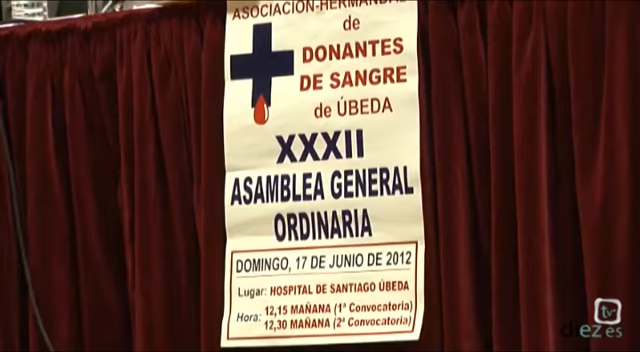 ASOCIACIÓN-HERMANDAD
de
DONANTES
DE SANGRE
de ÚBEDA
XXXII
ASAMBLEA GENERAL
ORDINARIA
DOMINGO, 17 DE JUNIO DE 2012
Lugar: HOSPITAL DE SANTIAGO ÚBEDA
Hora: 12,15 MAÑANA (1ª Convocatoria)
12,30 MAÑANA (2ª Convocatoria)
tv
diez es